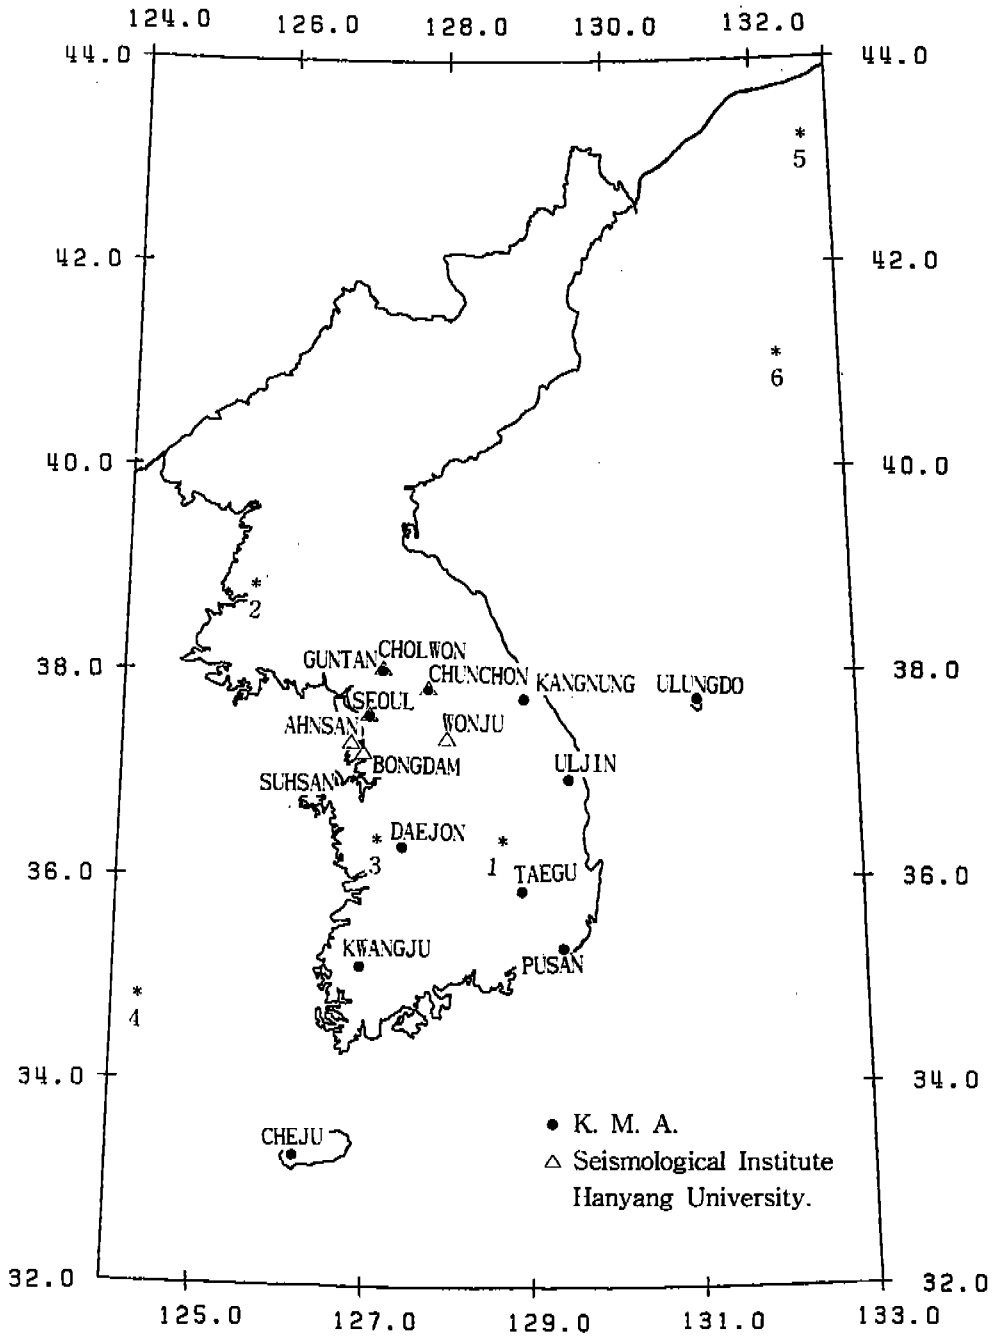 124.0 126.0 128.0 130.0 132.0
44.0 44.0
* 5
42.0 42.0
* 6
40.0 40.0
* 2
38.0 GUNTAN CHOLWON 38.0
CHUNCHON KANGNUNG ULUNGDO
SEOUL
AHNSAN WONJU
BONGDAM ULJIN
SUHSAN
* 3 DAEJON * 1
36.0 TAEGU 36.0
KWANGJU PUSAN
* 4
34.0 34.0
CHEJU
● K. M. A.
△ Seismological Institute
Hanyang University.
32.0 32.0
125.0 127.0 129.0 131.0 133.0